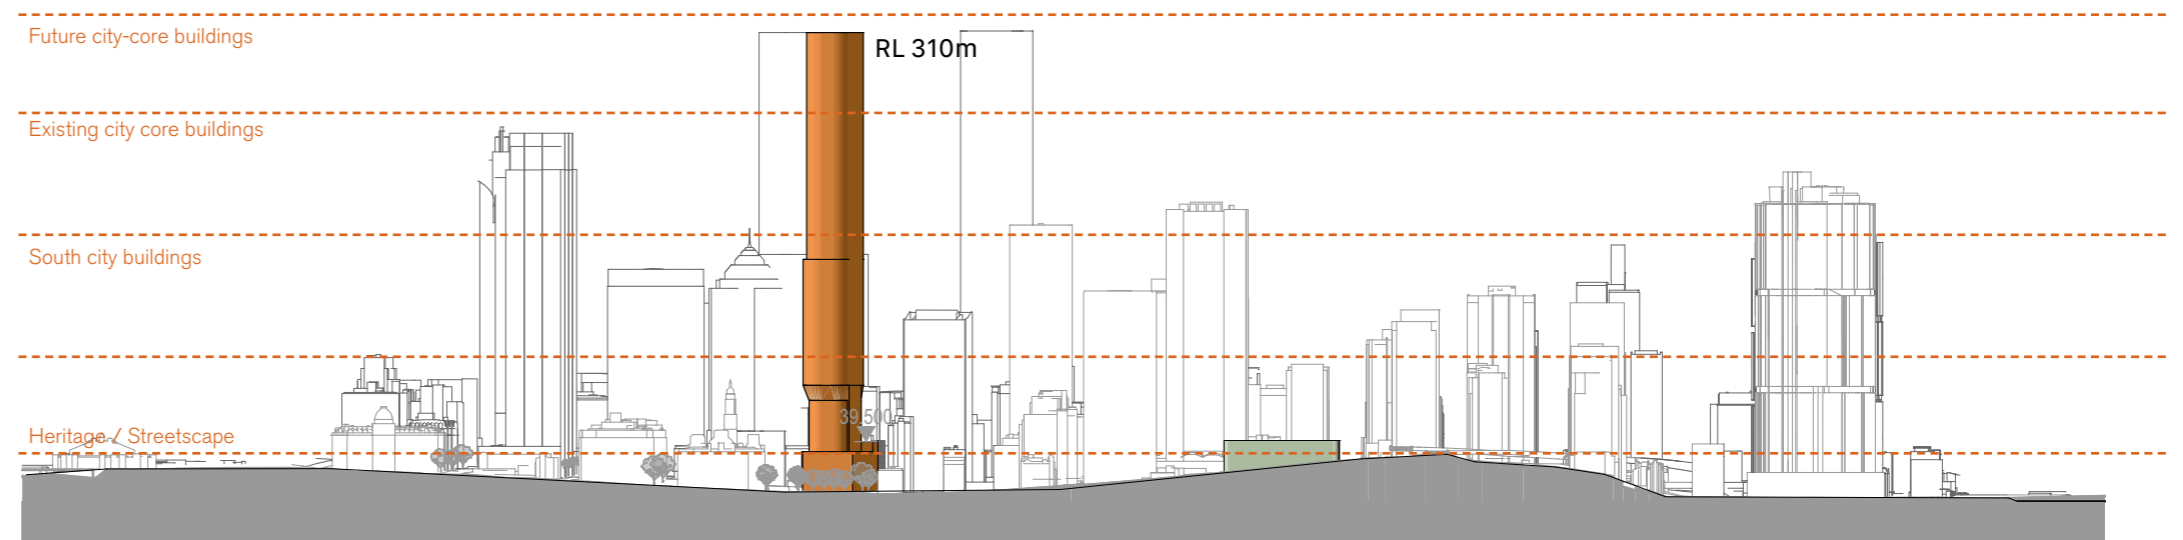 Future city-core buildings
RL 310m
Existing city core buildings
South city buildings
39,500
Heritage / Streetscape